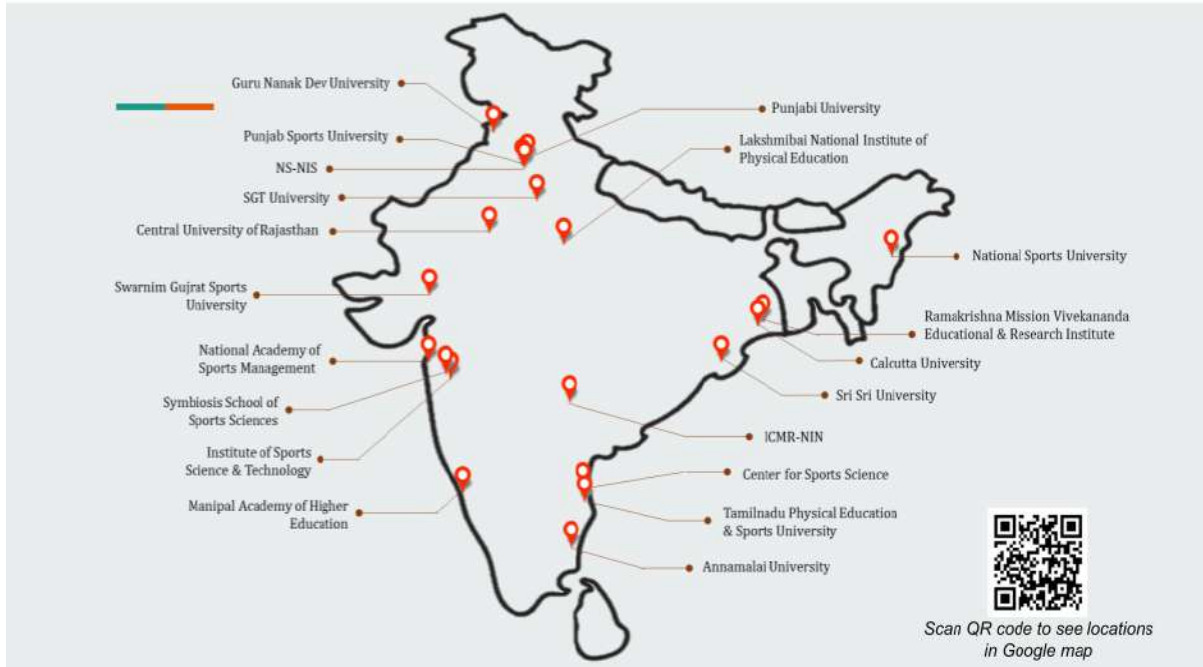 Guru Nanak Dev University
Punjab Sports University
NS-NIS
SGT University
Central University of Rajasthan
Swarnim Gujrat Sports
University
National Academy of
Sports Management
Symbiosis School of
Sports Sciences
Institute of Sports
Science & Technology
Manipal Academy of Higher
Education
Punjabi University
Lakshmibai National Institute of
Physical Education
National Sports University
Ramakrishna Mission Vivekananda
Educational & Research Institute
Calcutta University
Sri Sri University
ICMR-NIN
Center for Sports Science
Tamilnadu Physical Education
& Sports University
Annamalai University
Scan QR code to see locations
in Google map